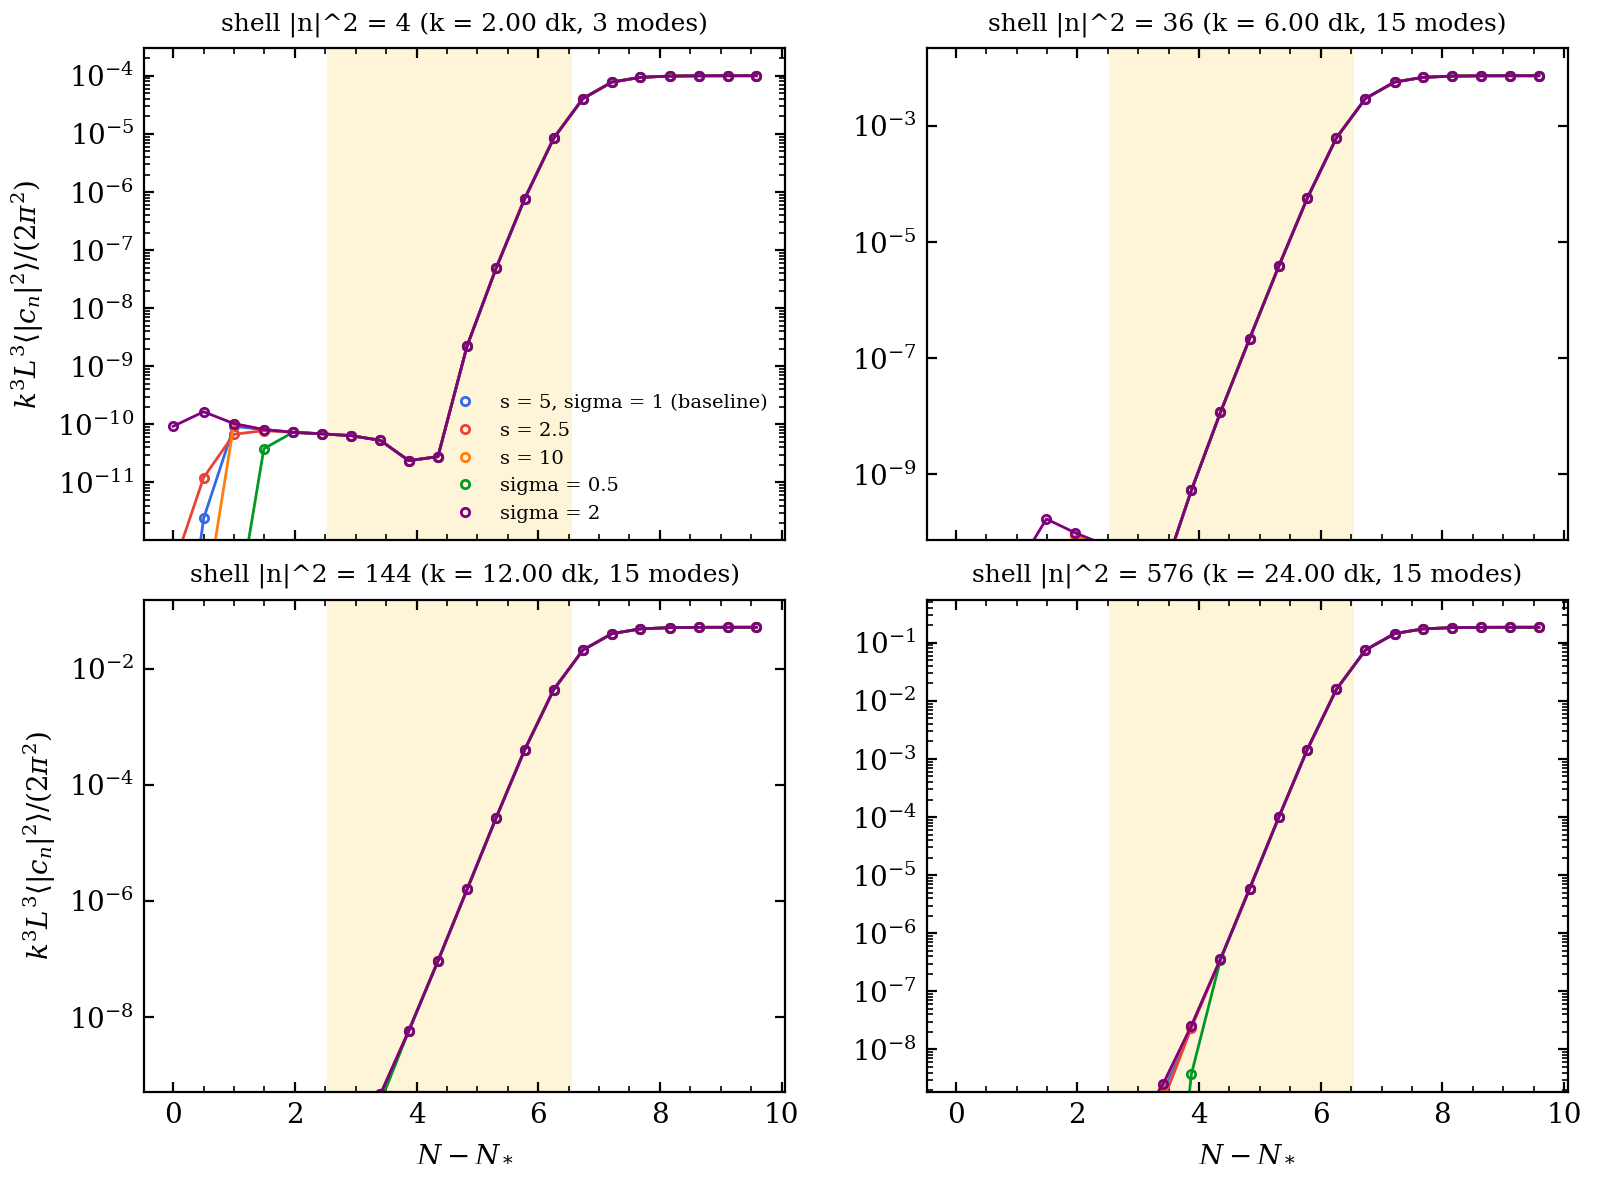 shell |n|^2 = 4 (k = 2.00 dk, 3 modes)
10^{-4}
10^{-5}
10^{-6}
10^{-7}
10^{-8}
10^{-9}
10^{-10}
10^{-11}
k^3L^3⟨|c_n|^2⟩/(2π^2)
s = 5, sigma = 1 (baseline)
s = 2.5
s = 10
sigma = 0.5
sigma = 2
shell |n|^2 = 36 (k = 6.00 dk, 15 modes)
10^{-3}
10^{-5}
10^{-7}
10^{-9}
shell |n|^2 = 144 (k = 12.00 dk, 15 modes)
10^{-2}
10^{-4}
10^{-6}
10^{-8}
k^3L^3⟨|c_n|^2⟩/(2π^2)
0 2 4 6 8 10
N − N_*
shell |n|^2 = 576 (k = 24.00 dk, 15 modes)
10^{-1}
10^{-2}
10^{-3}
10^{-4}
10^{-5}
10^{-6}
10^{-7}
10^{-8}
0 2 4 6 8 10
N − N_*